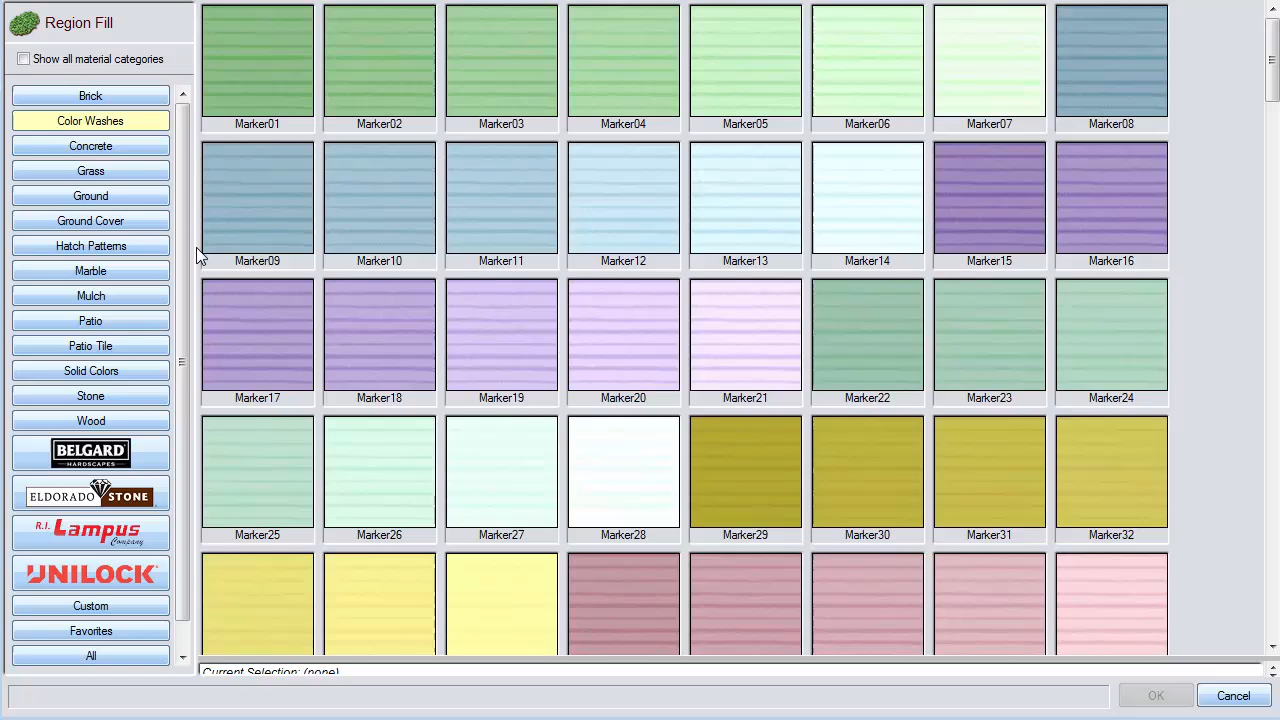 Region Fill
Show all material categories
Brick
Color Washes
Concrete
Grass
Ground
Ground Cover
Hatch Patterns
Marble
Mulch
Patio
Patio Tile
Solid Colors
Stone
Wood
BELGARD
HARDSCAPES
ELDORADO STONE
R.I. Lampus
Company
UNILOCK
Custom
Favorites
All
Marker01 Marker02 Marker03 Marker04 Marker05 Marker06 Marker07 Marker08
Marker09 Marker10 Marker11 Marker12 Marker13 Marker14 Marker15 Marker16
Marker17 Marker18 Marker19 Marker20 Marker21 Marker22 Marker23 Marker24
Marker25 Marker26 Marker27 Marker28 Marker29 Marker30 Marker31 Marker32
Current Selection: (none)
OK Cancel